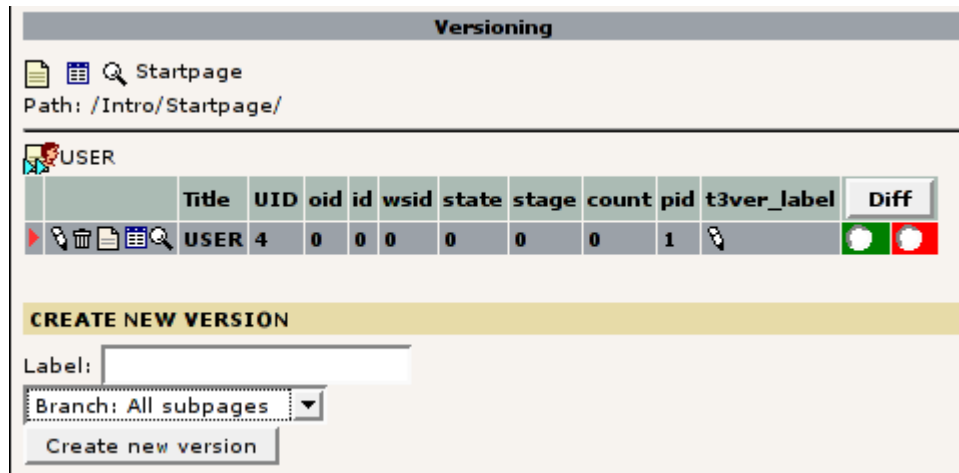 Versioning
Startpage
Path: /Intro/Startpage/
USER
Title UID oid id wsid state stage count pid t3ver_label Diff
USER 4 0 0 0 0 0 0 1
CREATE NEW VERSION
Label:
Branch: All subpages
Create new version